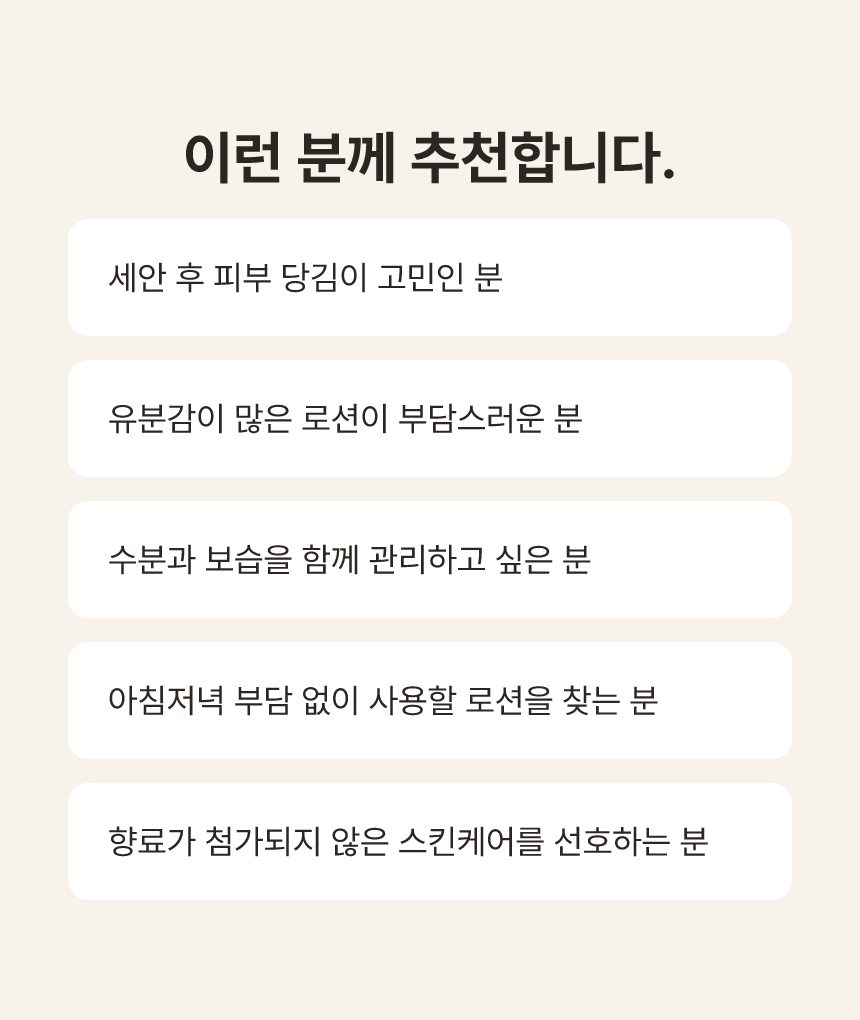 이런 분께 추천합니다.
세안 후 피부 당김이 고민인 분
유분감이 많은 로션이 부담스러운 분
수분과 보습을 함께 관리하고 싶은 분
아침저녁 부담 없이 사용할 로션을 찾는 분
향료가 첨가되지 않은 스킨케어를 선호하는 분